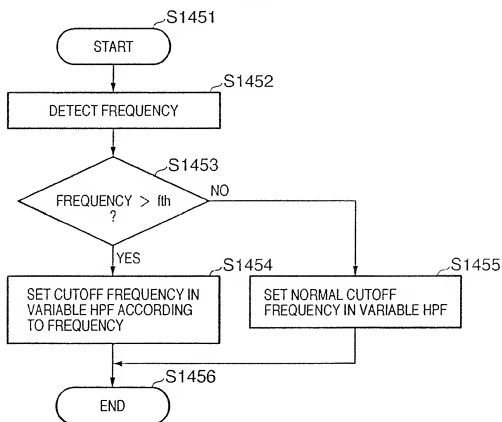 S1451
START
S1452
DETECT FREQUENCY
S1453
FREQUENCY > fth
?
NO
YES
S1454
SET CUTOFF FREQUENCY IN
VARIABLE HPF ACCORDING
TO FREQUENCY
S1455
SET NORMAL CUTOFF
FREQUENCY IN VARIABLE HPF
S1456
END